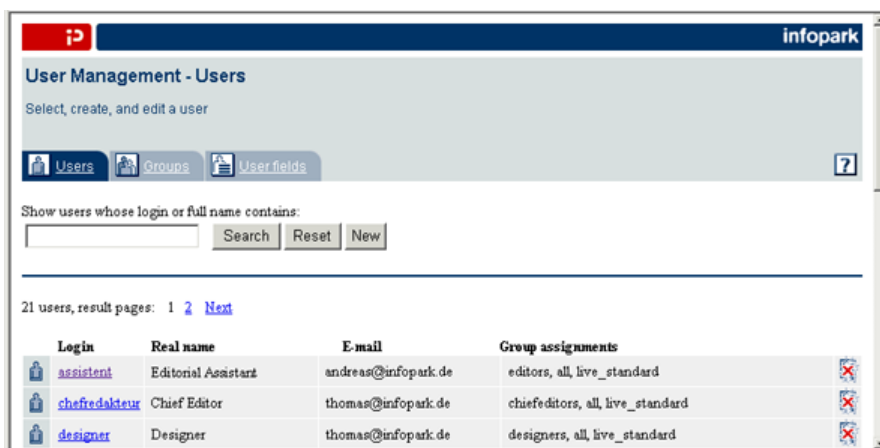 infopark
User Management - Users
Select, create, and edit a user
Users Groups User fields ?
Show users whose login or full name contains:
Search Reset New
21 users, result pages: 1 2 Next
Login Real name E-mail Group assignments
assistent Editorial Assistant andreas@infopark.de editors, all, live_standard
chefredakteur Chief Editor thomas@infopark.de chiefeditors, all, live_standard
designer Designer thomas@infopark.de designers, all, live_standard